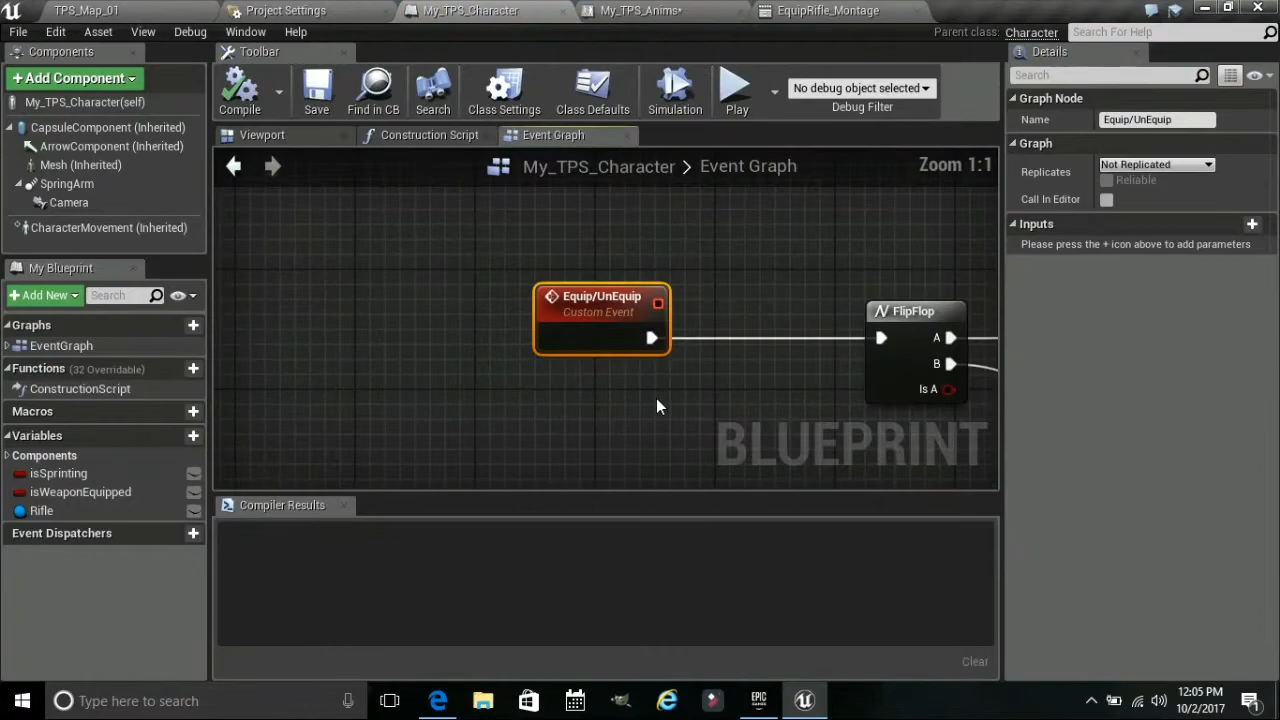 TPS_Map_01
Project Settings
My_TPS_Character
My_TPS_Anims*
EquipRifle_Montage
File Edit Asset View Debug Window Help
Parent class: Character
Search For Help
Components
+Add Component
My_TPS_Character(self)
CapsuleComponent (Inherited)
ArrowComponent (Inherited)
Mesh (Inherited)
SpringArm
Camera
CharacterMovement (Inherited)
My Blueprint
+Add New
Search
Graphs
EventGraph
Functions (32 Overridable)
ConstructionScript
Macros
Variables
Components
isSprinting
isWeaponEquipped
Rifle
Event Dispatchers
Toolbar
Compile
Save
Find in CB
Search
Class Settings
Class Defaults
Simulation
Play
No debug object selected
Debug Filter
Viewport
Construction Script
Event Graph
My_TPS_Character > Event Graph
Zoom 1:1
Equip/UnEquip
Custom Event
FlipFlop
A
B
Is A
BLUEPRINT
Compiler Results
Clear
Details
Search
Graph Node
Name Equip/UnEquip
Graph
Replicates Not Replicated
Reliable
Call In Editor
Inputs
Please press the + icon above to add parameters
Type here to search
EPIC
GAMES
12:05 PM
10/2/2017
1